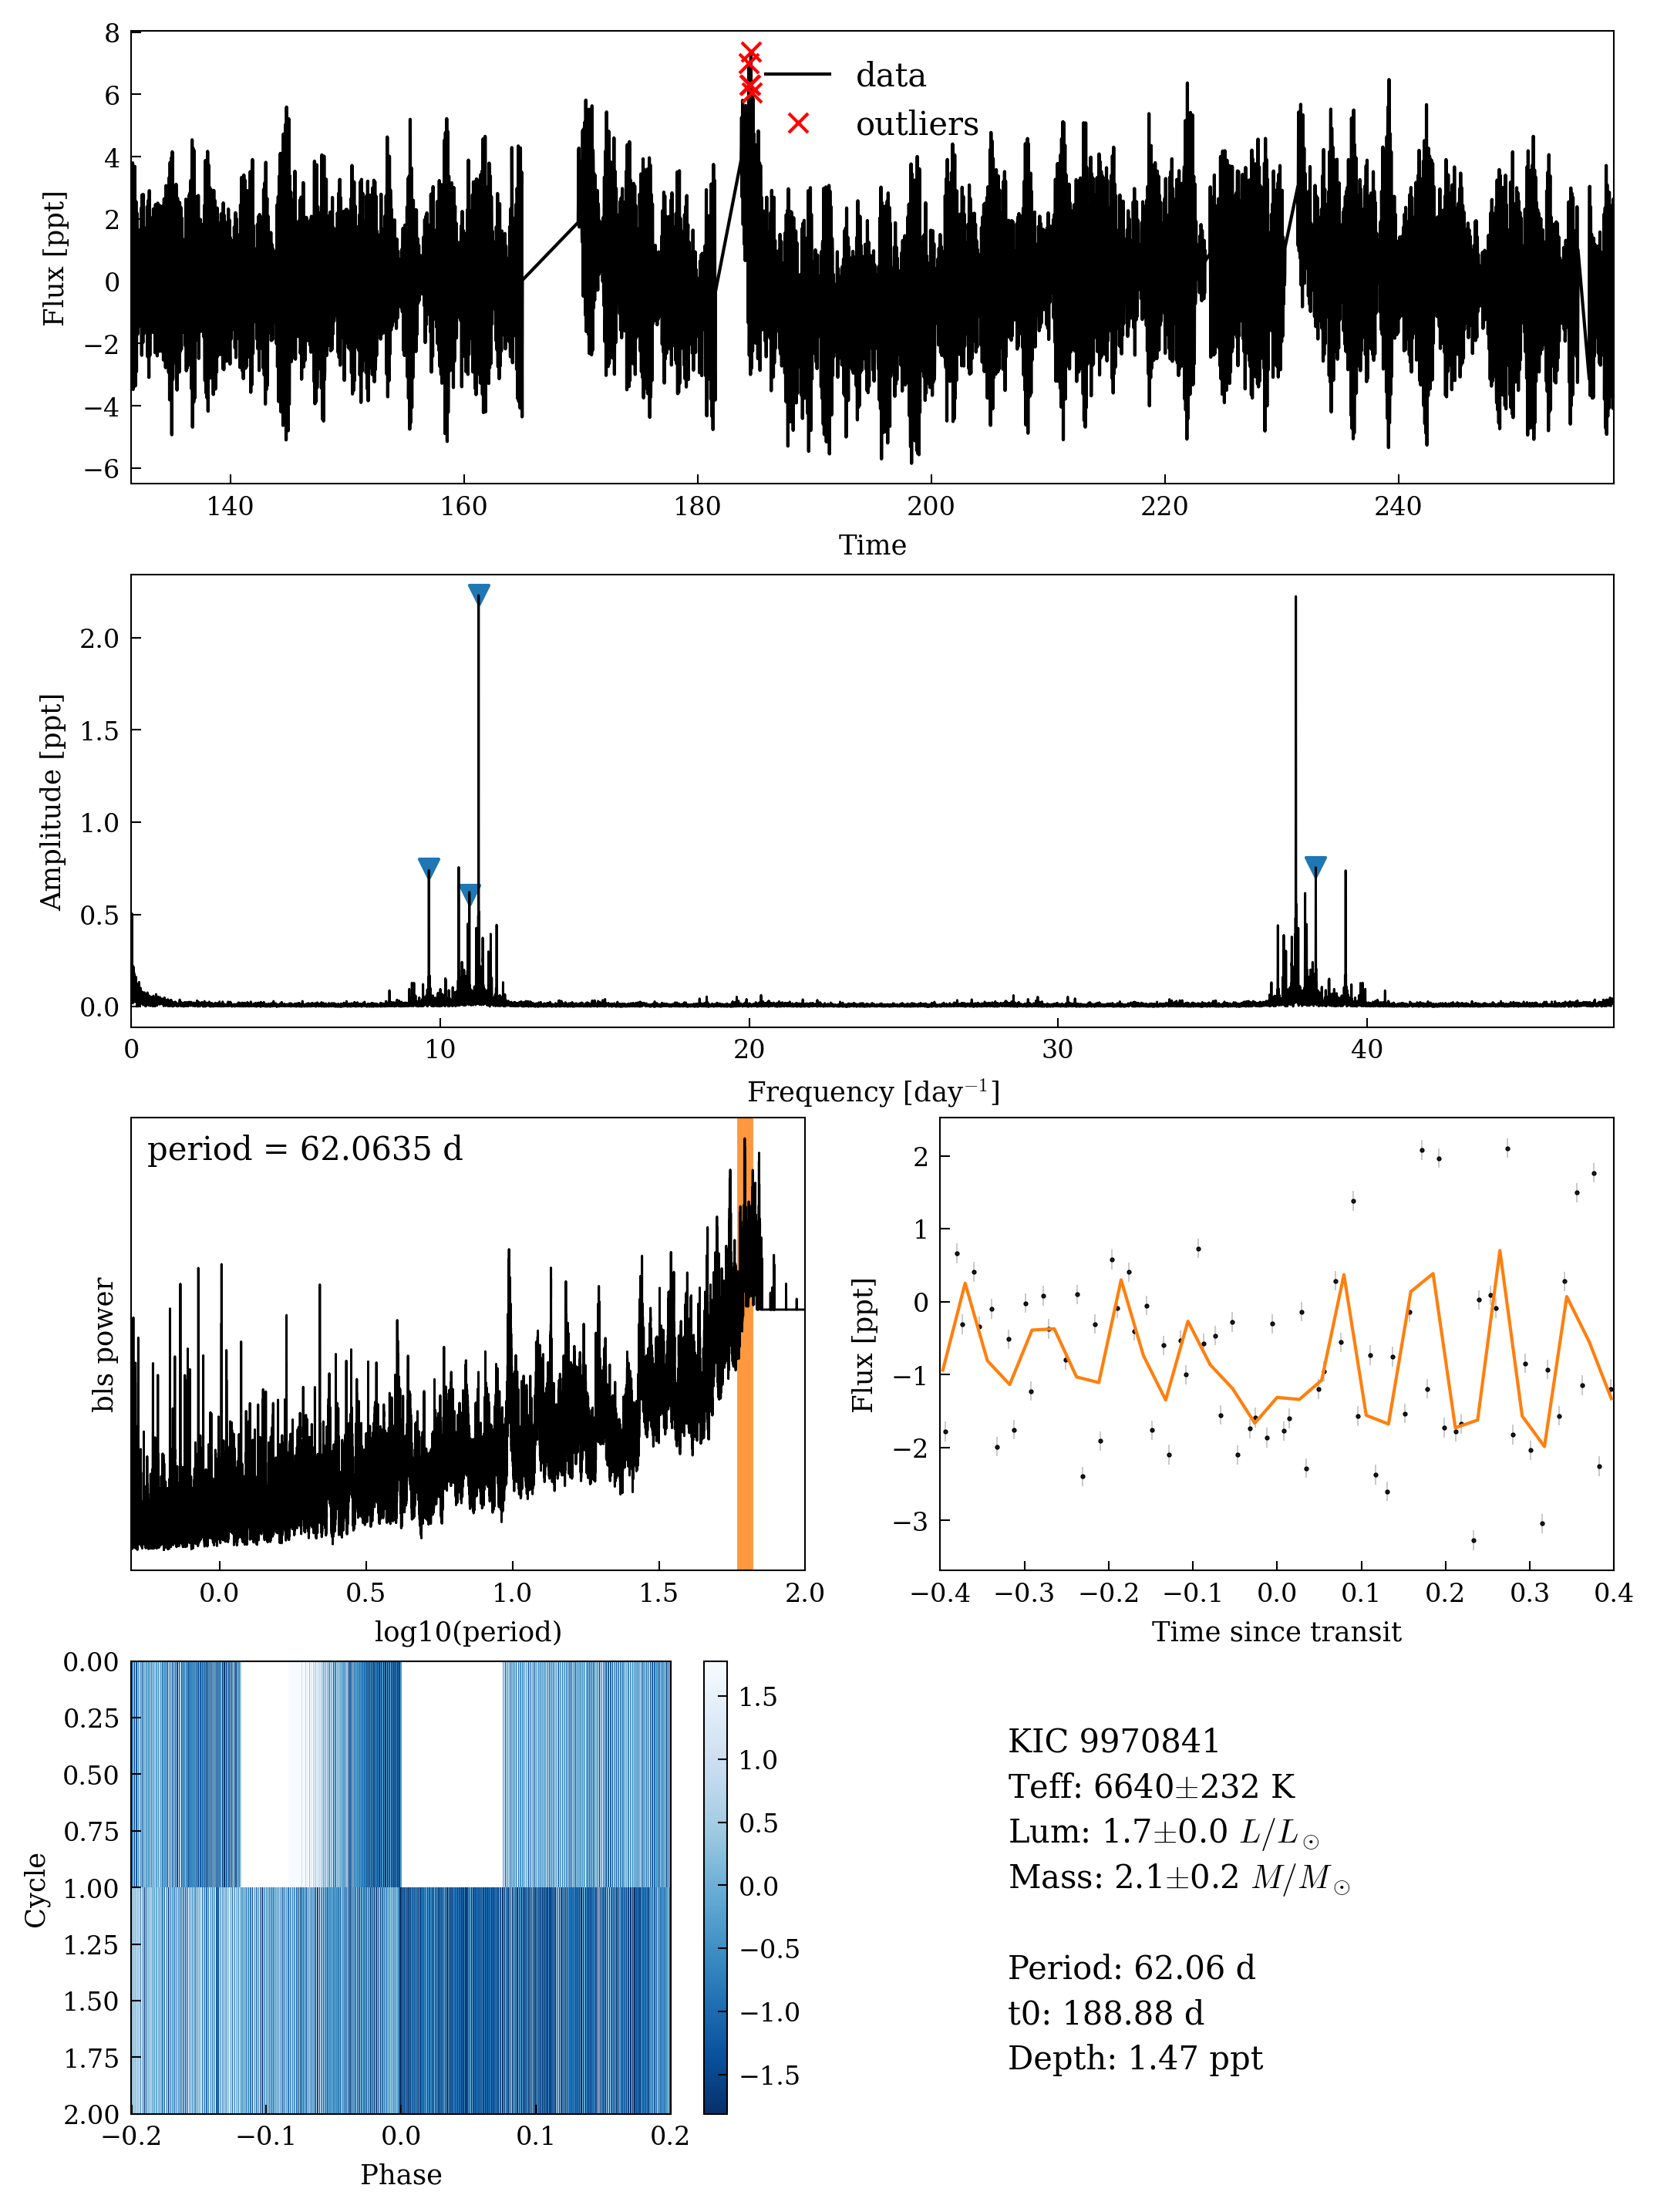 8
6
4
2
0
−2
−4
−6
Flux [ppt]
data
outliers
140 160 180 200 220 240
Time
2.0
1.5
1.0
0.5
0.0
Amplitude [ppt]
0 10 20 30 40
Frequency [day⁻¹]
period = 62.0635 d
bls power
0.0 0.5 1.0 1.5 2.0
log10(period)
2
1
0
−1
−2
−3
Flux [ppt]
−0.4 −0.3 −0.2 −0.1 0.0 0.1 0.2 0.3 0.4
Time since transit
0.00
0.25
0.50
0.75
1.00
1.25
1.50
1.75
2.00
Cycle
−0.2 −0.1 0.0 0.1 0.2
Phase
1.5
1.0
0.5
0.0
−0.5
−1.0
−1.5
KIC 9970841
Teff: 6640±232 K
Lum: 1.7±0.0 L/L☉
Mass: 2.1±0.2 M/M☉
Period: 62.06 d
t0: 188.88 d
Depth: 1.47 ppt